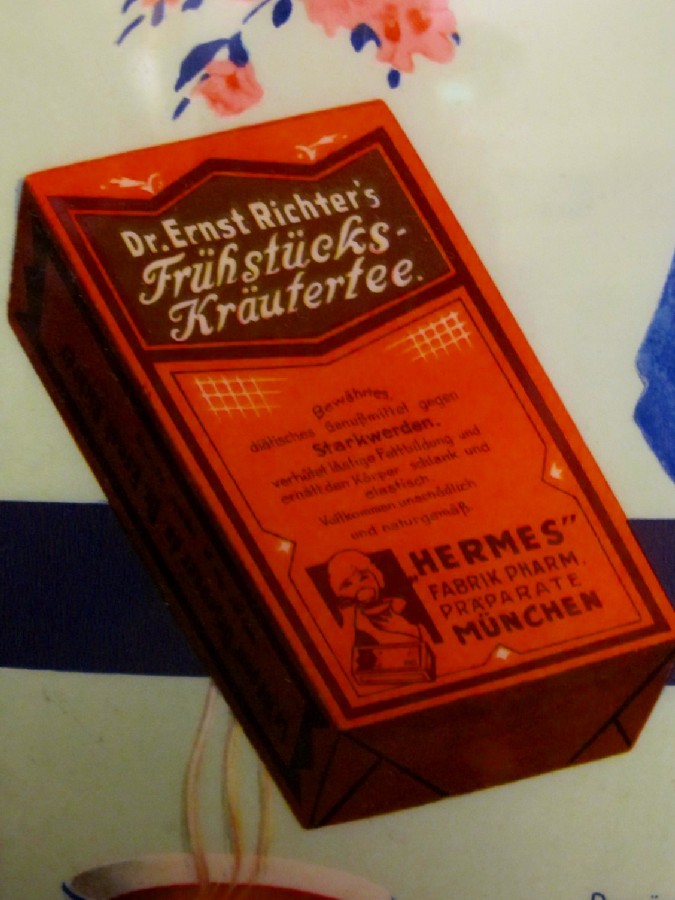 Dr. Ernst Richter's
Frühstücks-
Kräutertee.
Bewährtes
diätisches Genußmittel gegen
Starkwerden.
verhütet lästige Fettbildung und
erhält den Körper schlank und
elastisch
Vollkommen unschädlich
und naturgemäß.
„HERMES"
FABRIK PHARM.
PRÄPARATE
MÜNCHEN